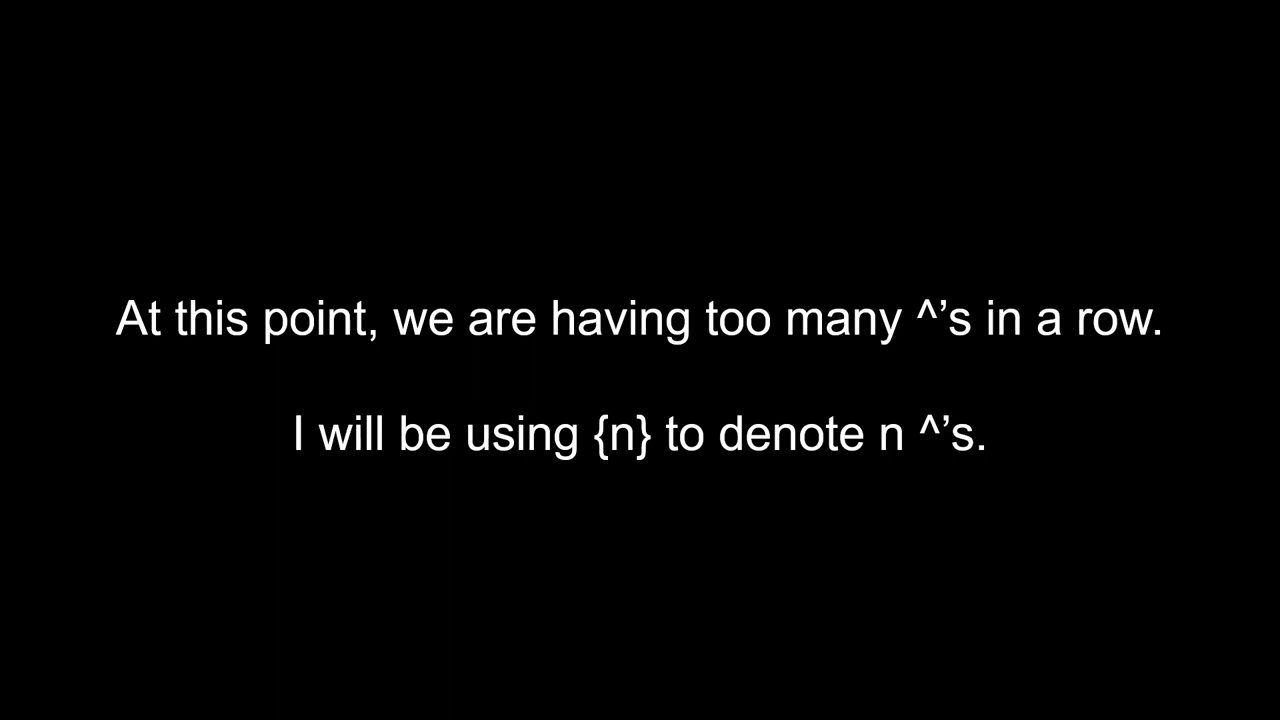 At this point, we are having too many ^’s in a row.
I will be using {n} to denote n ^’s.